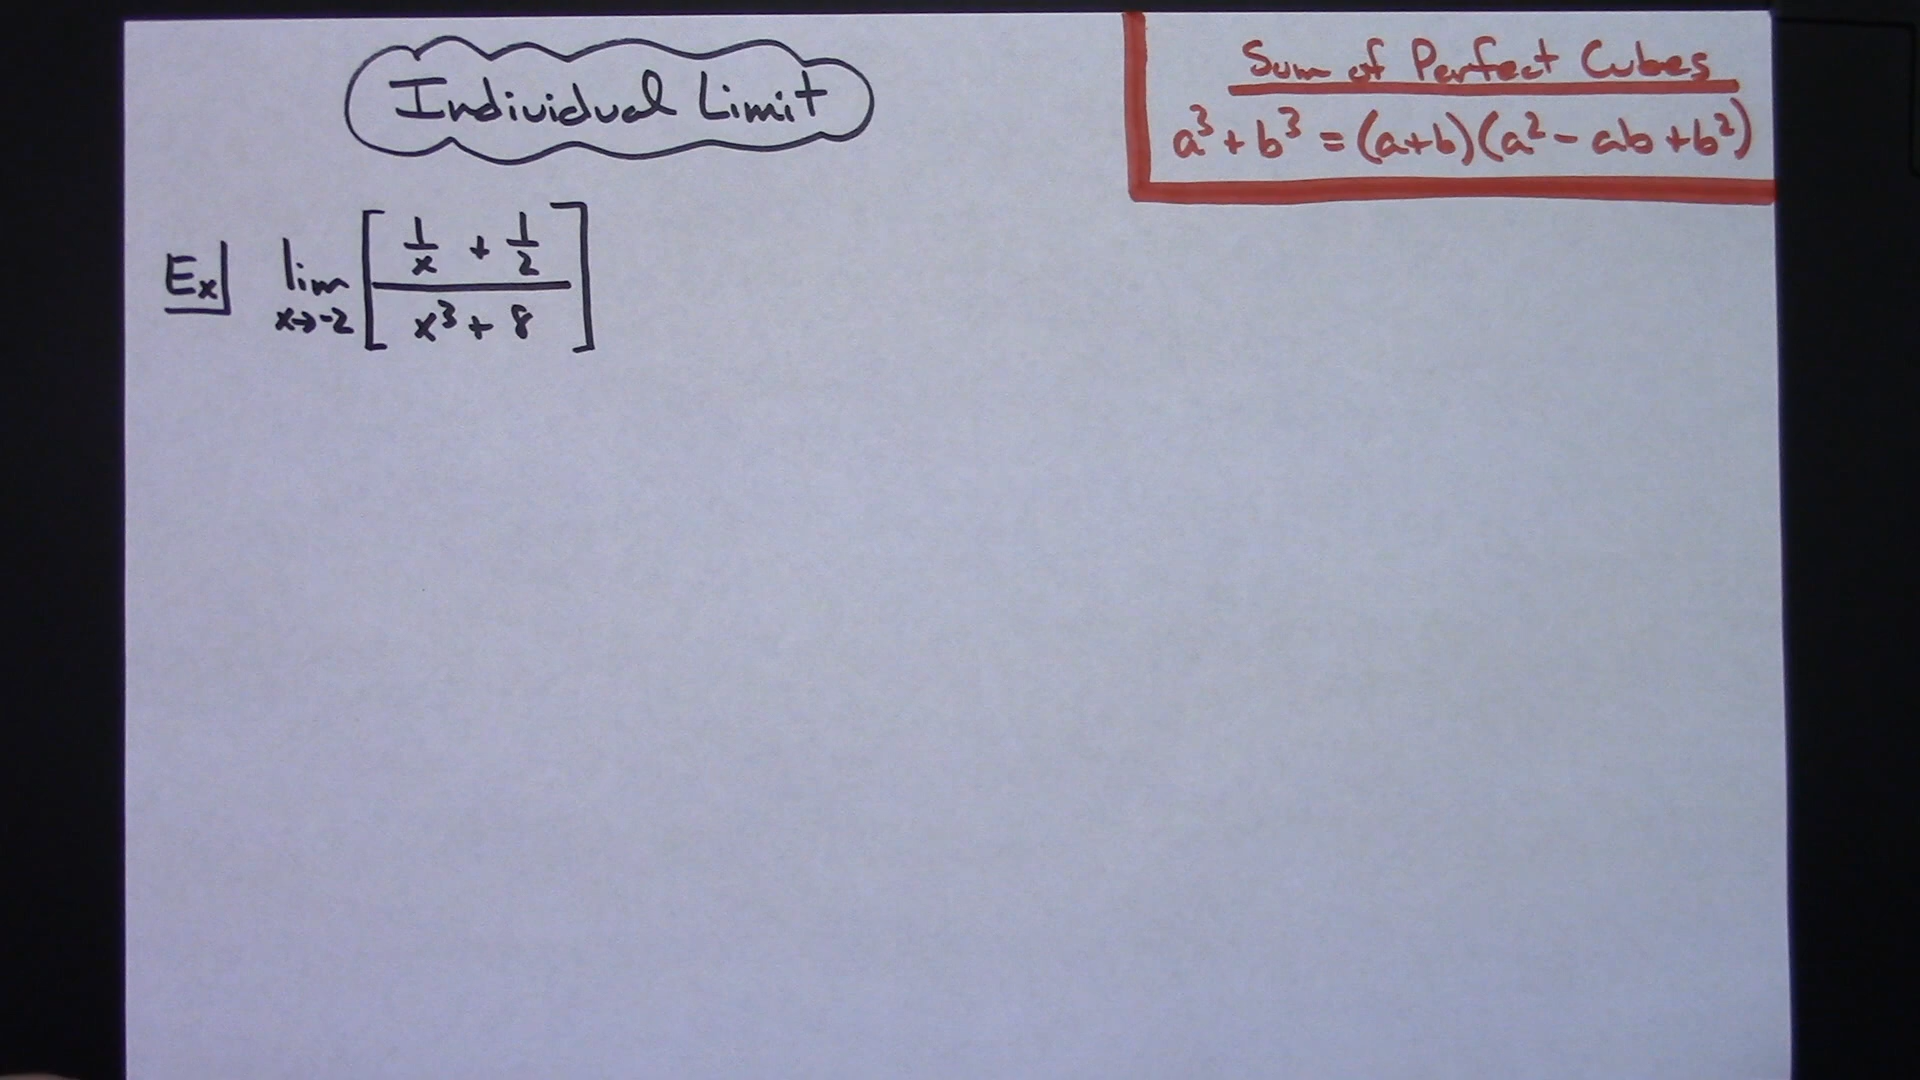 Individual Limit
Sum of Perfect Cubes
a³ + b³ = (a+b)(a² - ab + b²)
Ex lim x→-2 [ (1/x + 1/2) / (x³ + 8) ]